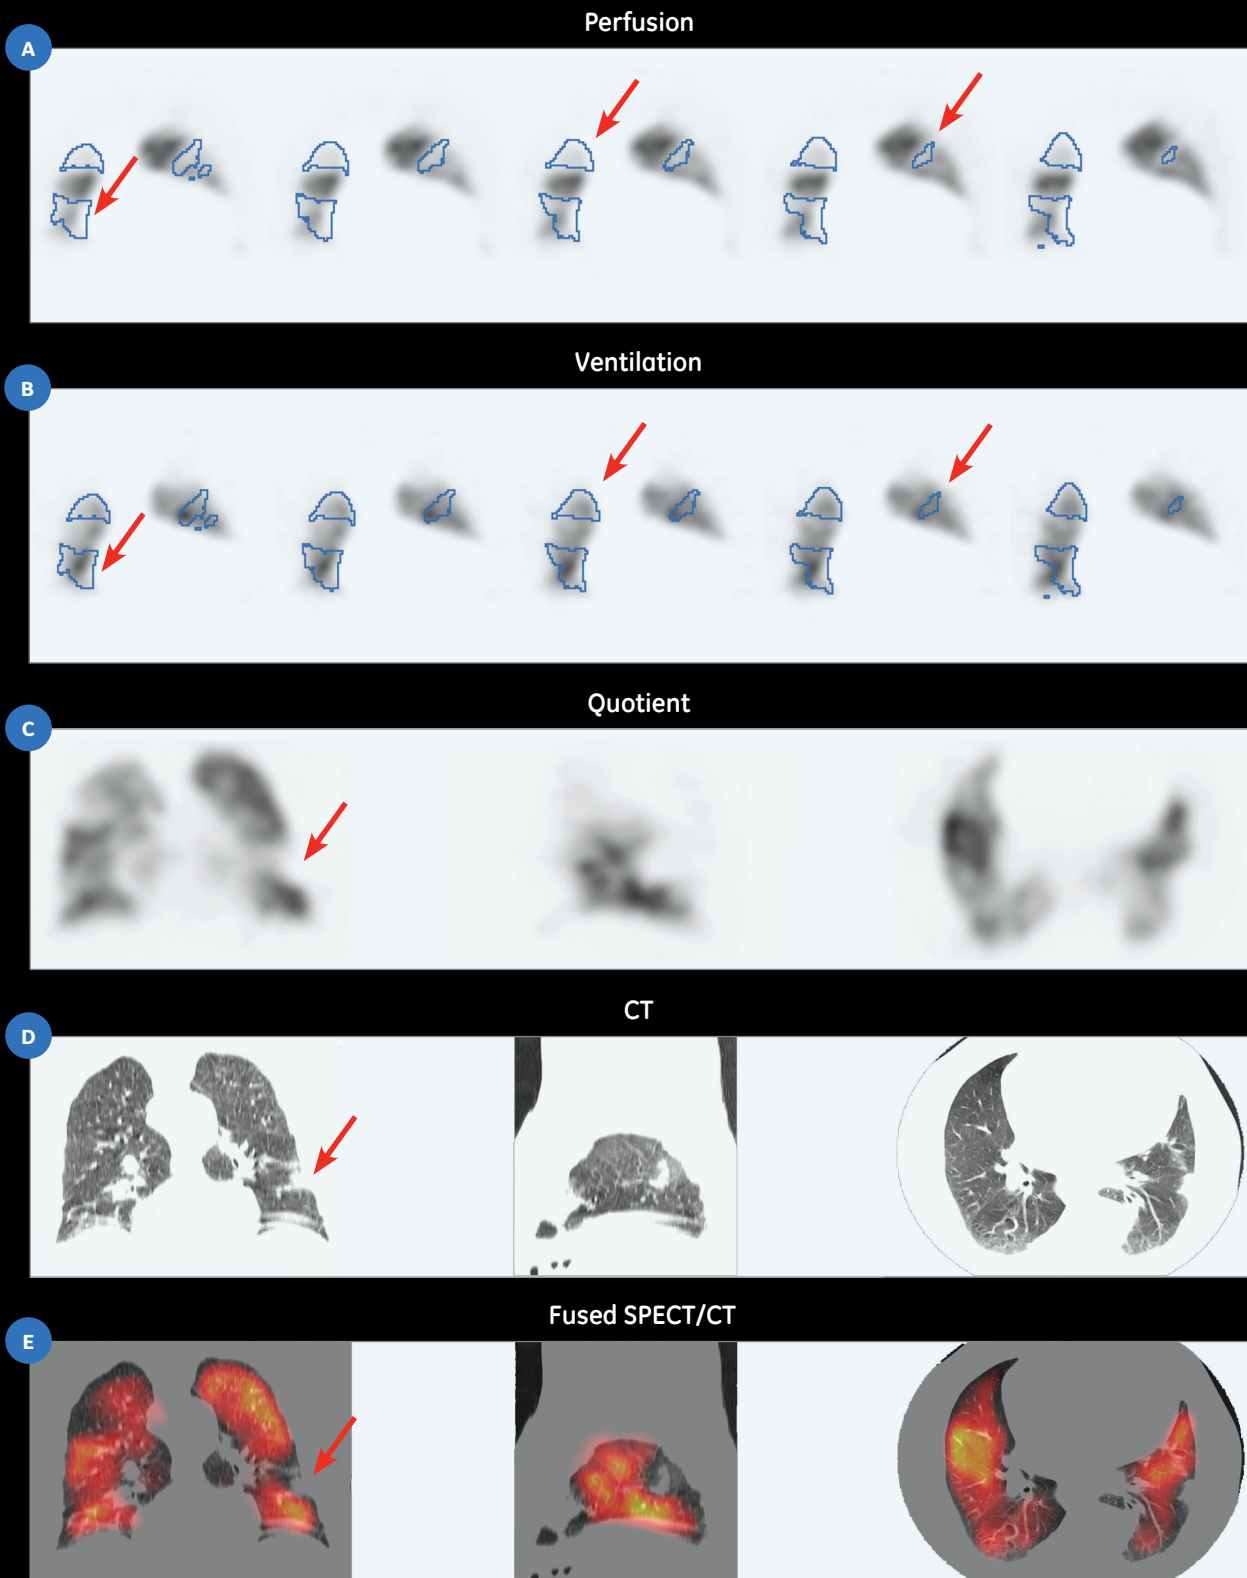 Perfusion
A
Ventilation
B
Quotient
C
CT
D
Fused SPECT/CT
E